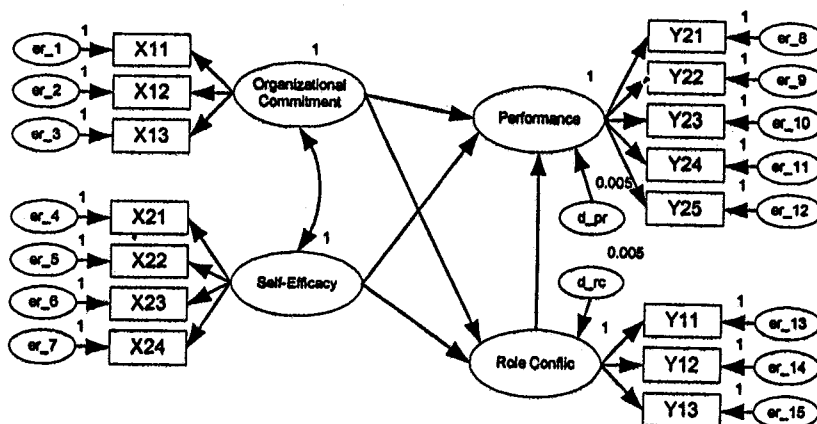 1
er_1
X11
1
er_2
X12
1
er_3
X13
1
Organizational
Commitment
1
er_4
X21
1
er_5
X22
1
er_6
X23
1
er_7
X24
1
Self-Efficacy
1
Performance
0.005
d_pr
0.005
d_rc
1
Role Conflic
Y21
1
er_8
Y22
1
er_9
Y23
1
er_10
Y24
1
er_11
Y25
1
er_12
Y11
1
er_13
Y12
1
er_14
Y13
1
er_15